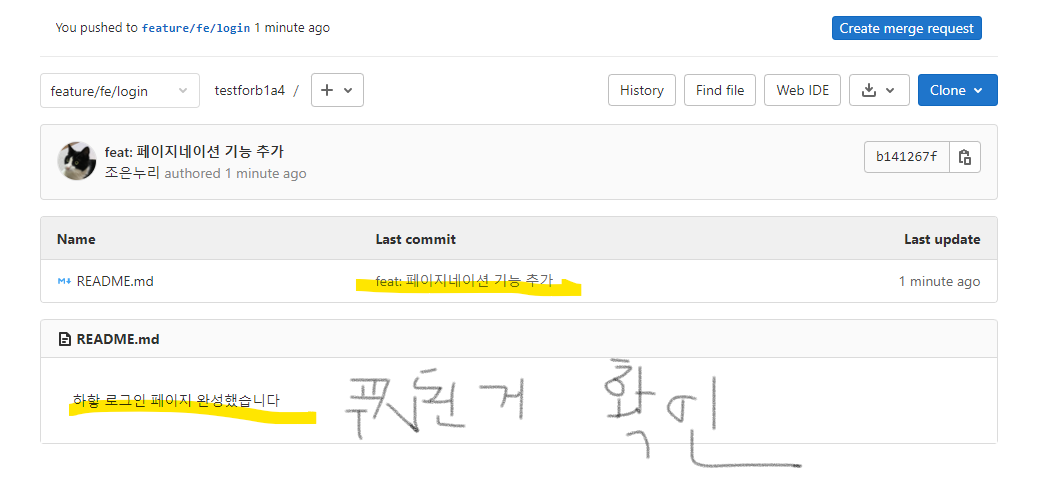 You pushed to feature/fe/login 1 minute ago
Create merge request
feature/fe/login testforb1a4 / +
History Find file Web IDE Clone
feat: 페이지네이션 기능 추가
조은누리 authored 1 minute ago
b141267f
Name Last commit Last update
README.md feat: 페이지네이션 기능 추가 1 minute ago
README.md
하핳 로그인 페이지 완성했습니다
풋된거 확인